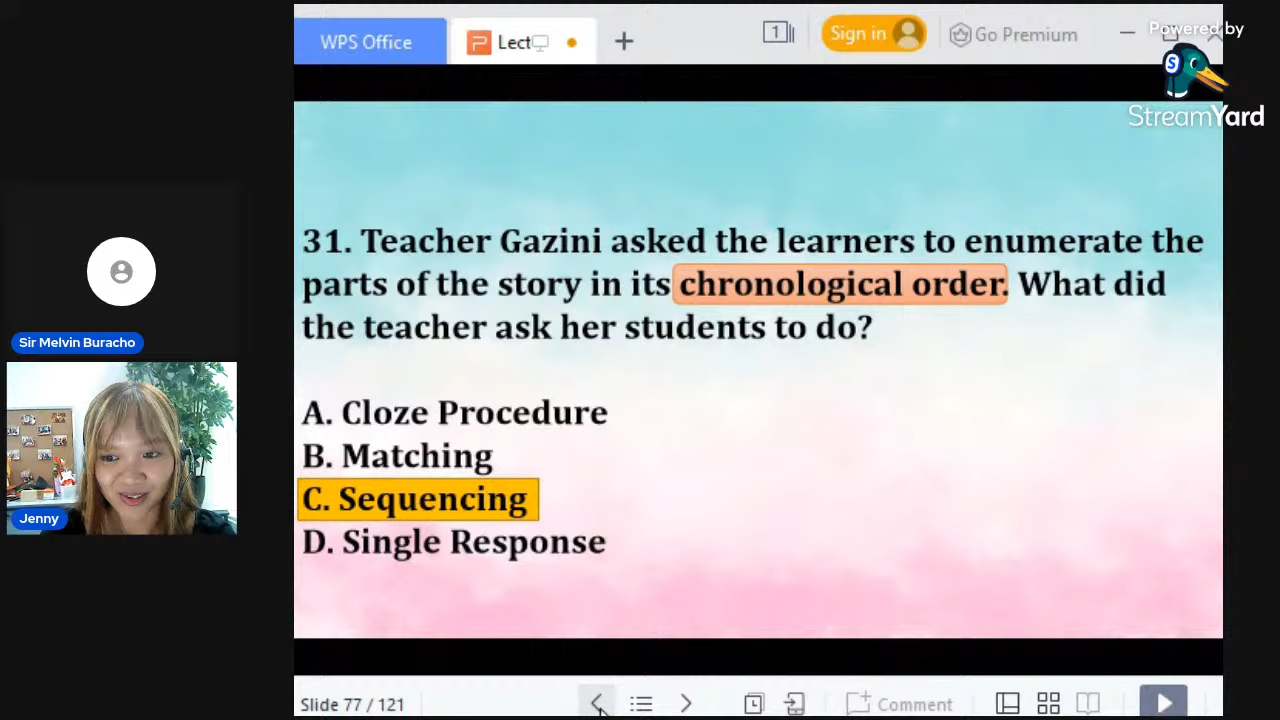 WPS Office
Lect
1
Sign in
Go Premium
Powered by
S
StreamYard
31. Teacher Gazini asked the learners to enumerate the
parts of the story in its chronological order. What did
the teacher ask her students to do?
A. Cloze Procedure
B. Matching
C. Sequencing
D. Single Response
Sir Melvin Buracho
Jenny
Slide 77 / 121
Comment